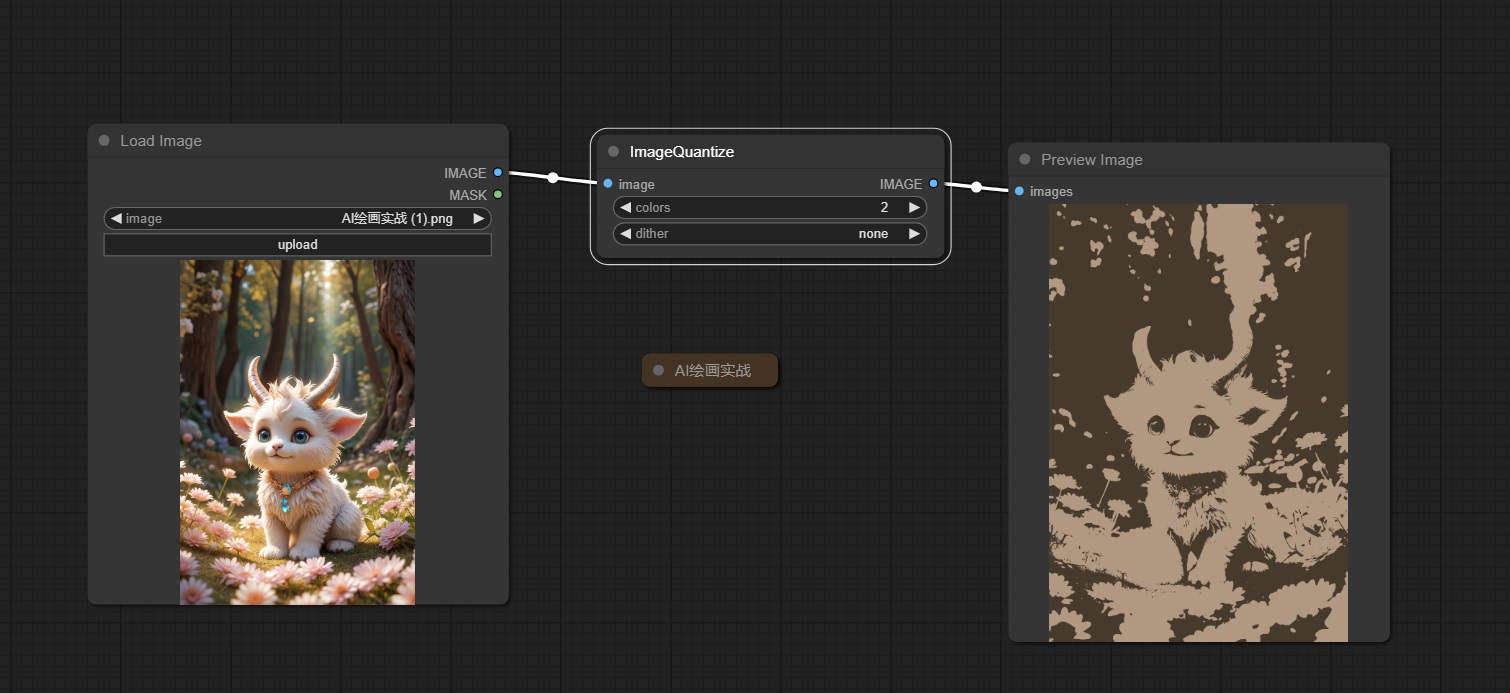 Load Image
IMAGE
MASK
image AI绘画实战 (1).png
upload
ImageQuantize
image IMAGE
colors 2
dither none
AI绘画实战
Preview Image
images